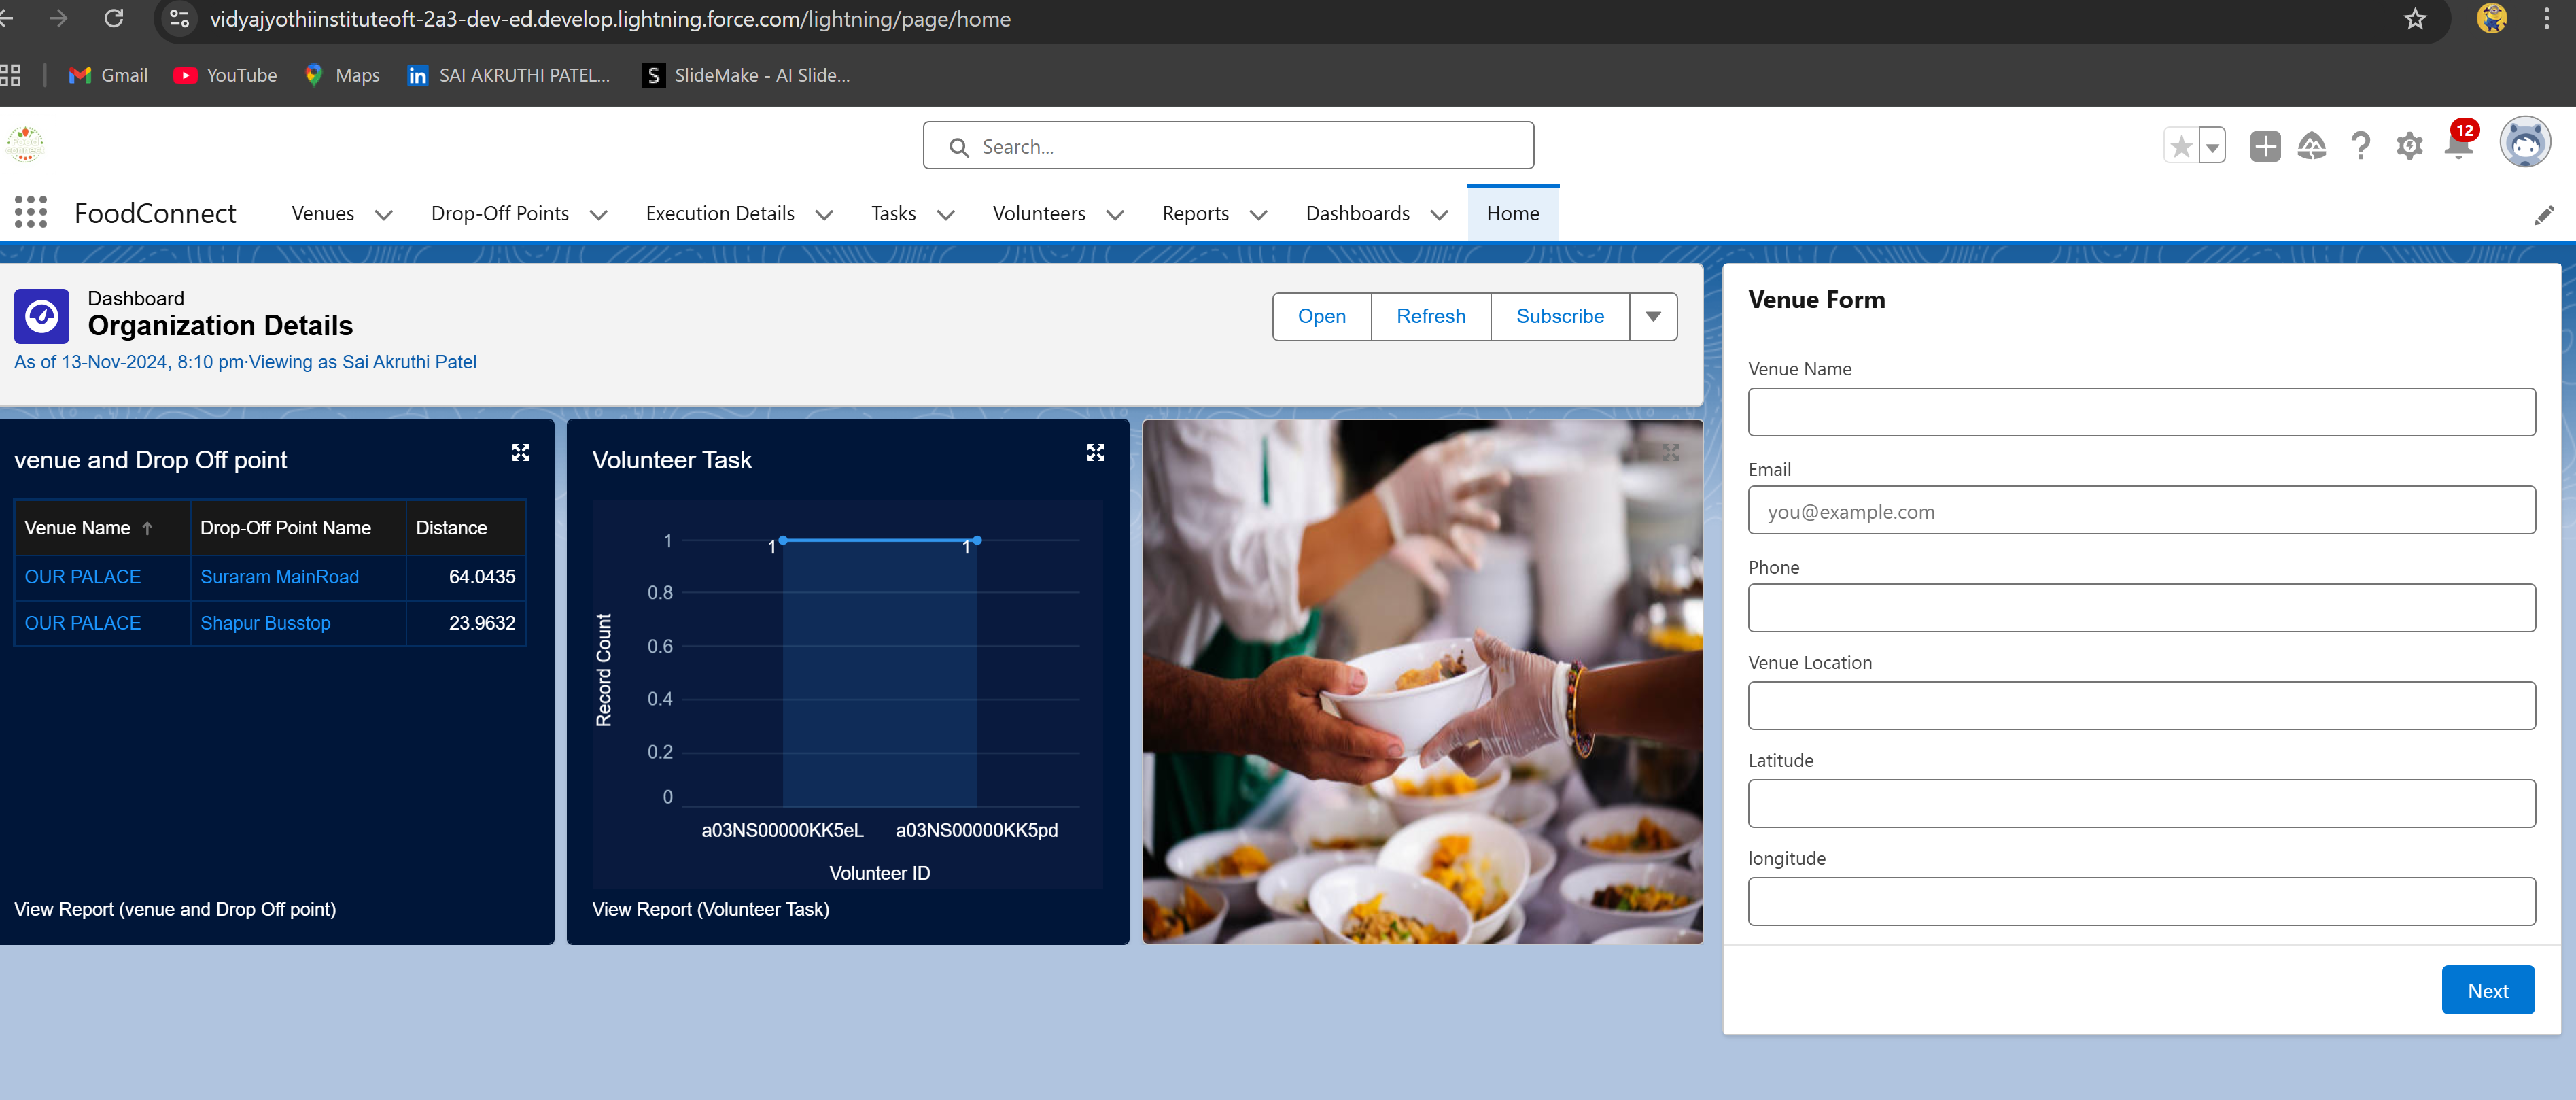 vidyajyothiinstituteoft-2a3-dev-ed.develop.lightning.force.com/lightning/page/home
Gmail YouTube Maps SAI AKRUTHI PATEL... SlideMake - AI Slide...
Search...
12
FoodConnect Venues Drop-Off Points Execution Details Tasks Volunteers Reports Dashboards Home
Dashboard
Organization Details
As of 13-Nov-2024, 8:10 pm·Viewing as Sai Akruthi Patel
Open Refresh Subscribe
venue and Drop Off point
Venue Name Drop-Off Point Name Distance
OUR PALACE Suraram MainRoad 64.0435
OUR PALACE Shapur Busstop 23.9632
View Report (venue and Drop Off point)
Volunteer Task
Record Count
1
0.8
0.6
0.4
0.2
0
1 1
a03NS00000KK5eL a03NS00000KK5pd
Volunteer ID
View Report (Volunteer Task)
Venue Form
Venue Name
Email
you@example.com
Phone
Venue Location
Latitude
longitude
Next